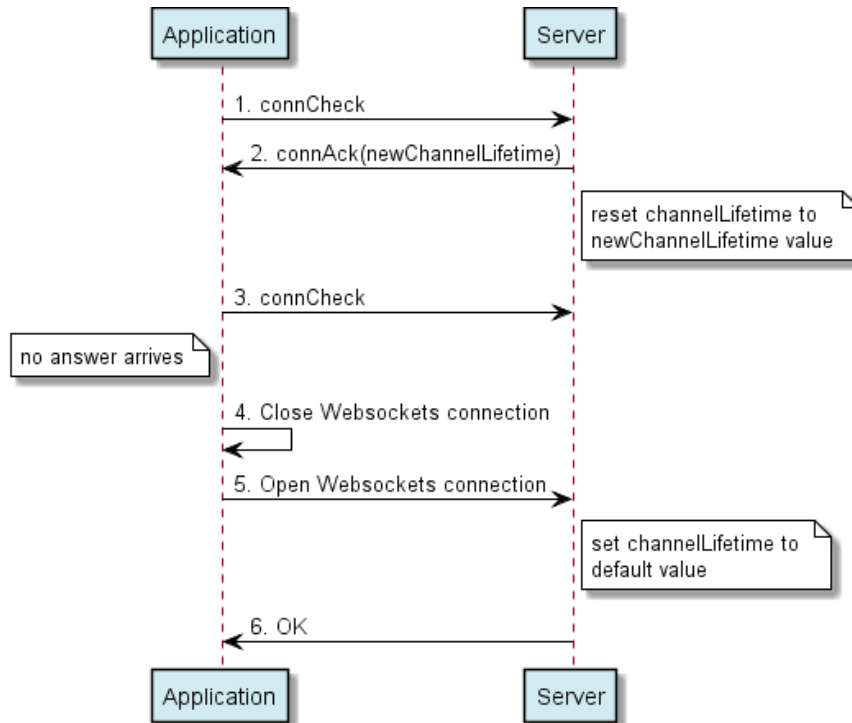 Application
Server
1. connCheck
2. connAck(newChannelLifetime)
reset channelLifetime to
newChannelLifetime value
3. connCheck
no answer arrives
4. Close Websockets connection
5. Open Websockets connection
set channelLifetime to
default value
6. OK
Application
Server